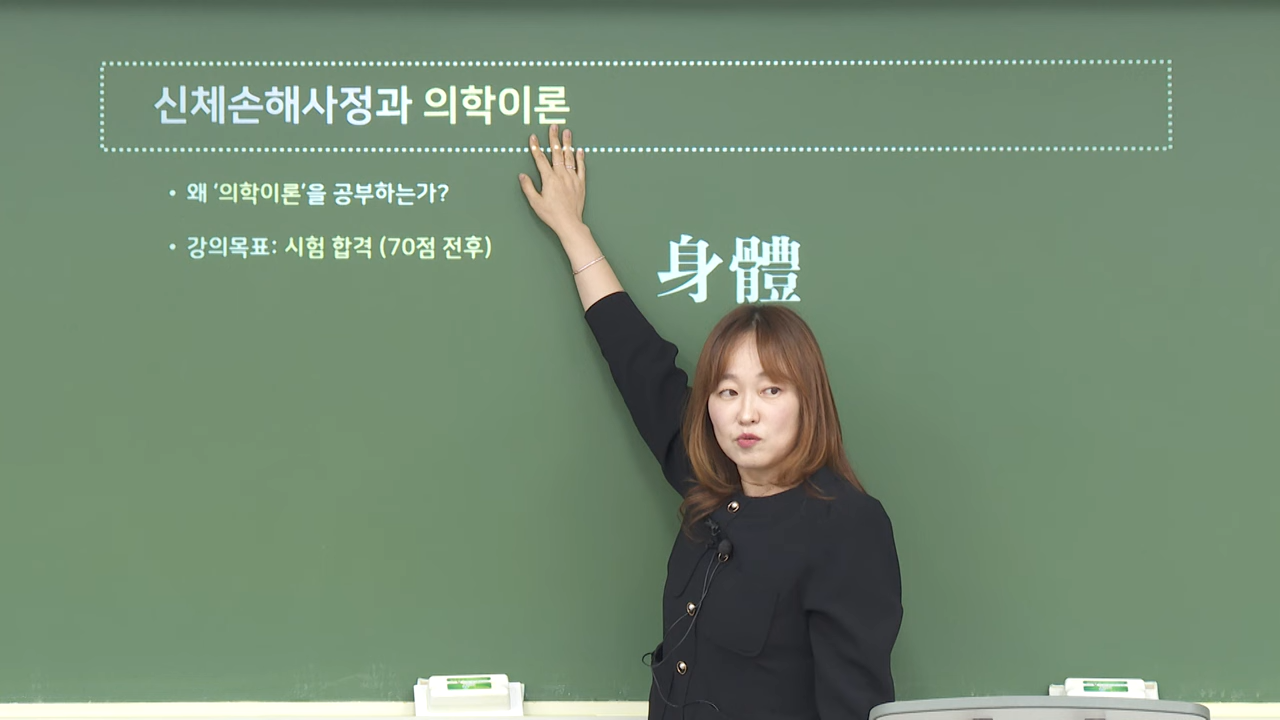 신체손해사정과 의학이론
• 왜 ‘의학이론’을 공부하는가?
• 강의목표: 시험 합격 (70점 전후)
身體